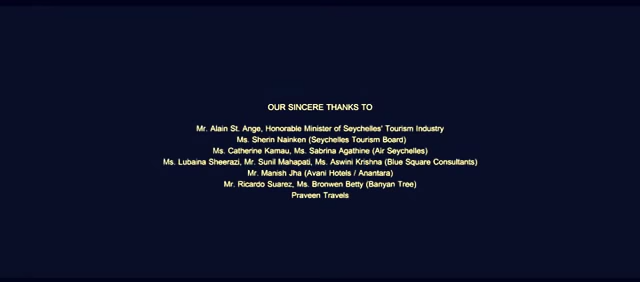 OUR SINCERE THANKS TO
Mr. Alain St. Ange, Honorable Minister of Seychelles' Tourism Industry
Ms. Sherin Nainken (Seychelles Tourism Board)
Ms. Catherine Kamau, Ms. Sabrina Agathine (Air Seychelles)
Ms. Lubaina Sheerazi, Mr. Sunil Mahapati, Ms. Aswini Krishna (Blue Square Consultants)
Mr. Manish Jha (Avani Hotels / Anantara)
Mr. Ricardo Suarez, Ms. Bronwen Betty (Banyan Tree)
Praveen Travels